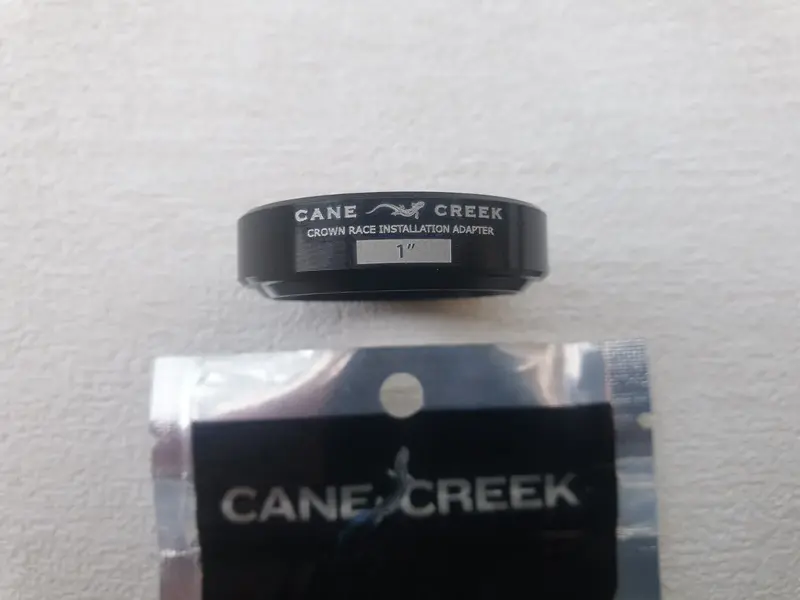 CANE CREEK
CROWN RACE INSTALLATION ADAPTER
1"
CANE CREEK